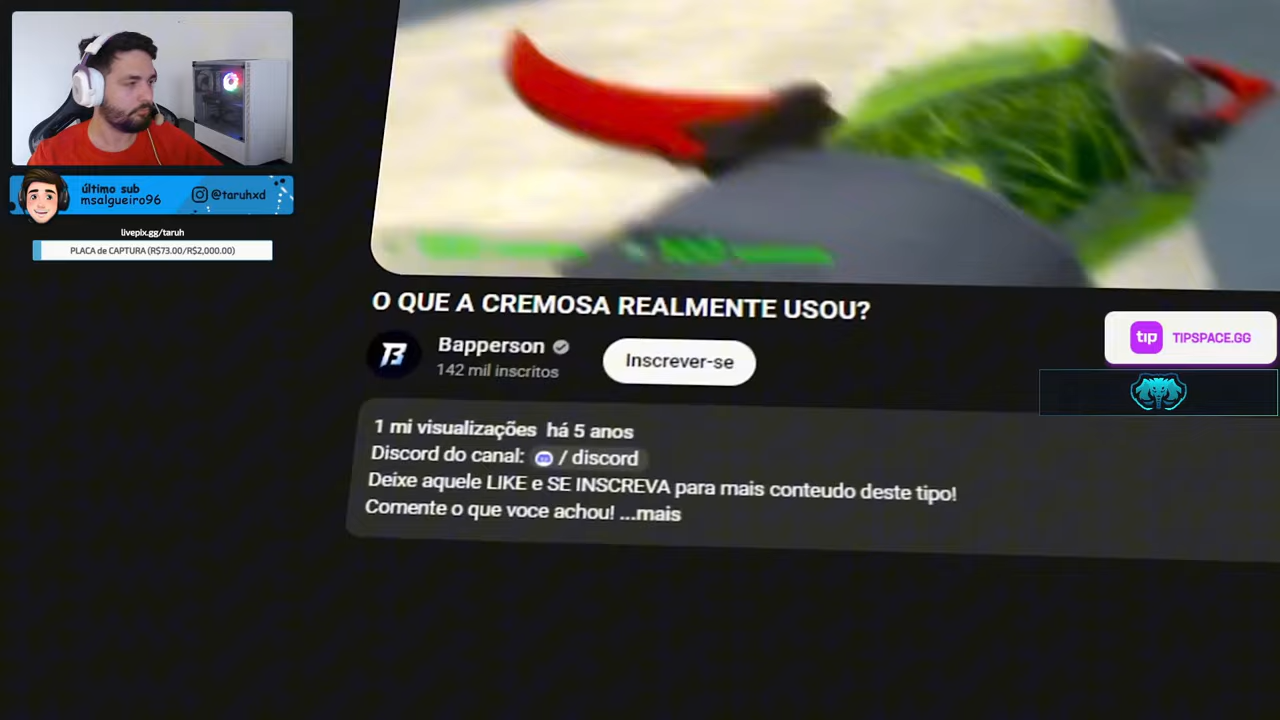 último sub
msalgueiro96
@taruhxd
livepix.gg/taruh
PLACA de CAPTURA (R$73.00/R$2,000.00)
O QUE A CREMOSA REALMENTE USOU?
Bapperson
142 mil inscritos
Inscrever-se
tip
TIPSPACE.GG
1 mi visualizações há 5 anos
Discord do canal: / discord
Deixe aquele LIKE e SE INSCREVA para mais conteudo deste tipo!
Comente o que voce achou! ...mais